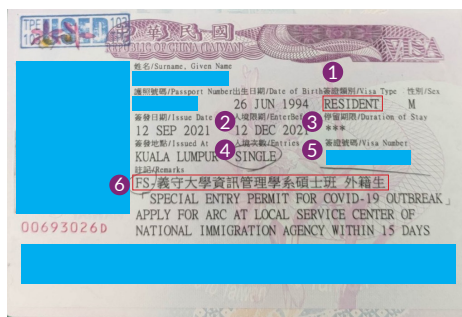 USED
中華民國
REPUBLIC OF CHINA (TAIWAN)
VISA
1
姓名/Surname, Given Name
護照號碼/Passport Number 出生日期/Date of Birth 簽證類別/Visa Type 性別/Sex
26 JUN 1994 RESIDENT M
簽發日期/Issue Date 2 入境限期/EnterBef 3 停留期限/Duration of Stay
12 SEP 2021 12 DEC 2021 ***
簽發地點/Issued At 4 入境次數/Entries 5 簽證號碼/Visa Number
KUALA LUMPUR SINGLE
註記/Remarks
6 FS-義守大學資訊管理學系碩士班 外籍生
「SPECIAL ENTRY PERMIT FOR COVID-19 OUTBREAK」
APPLY FOR ARC AT LOCAL SERVICE CENTER OF
00693026D NATIONAL IMMIGRATION AGENCY WITHIN 15 DAYS